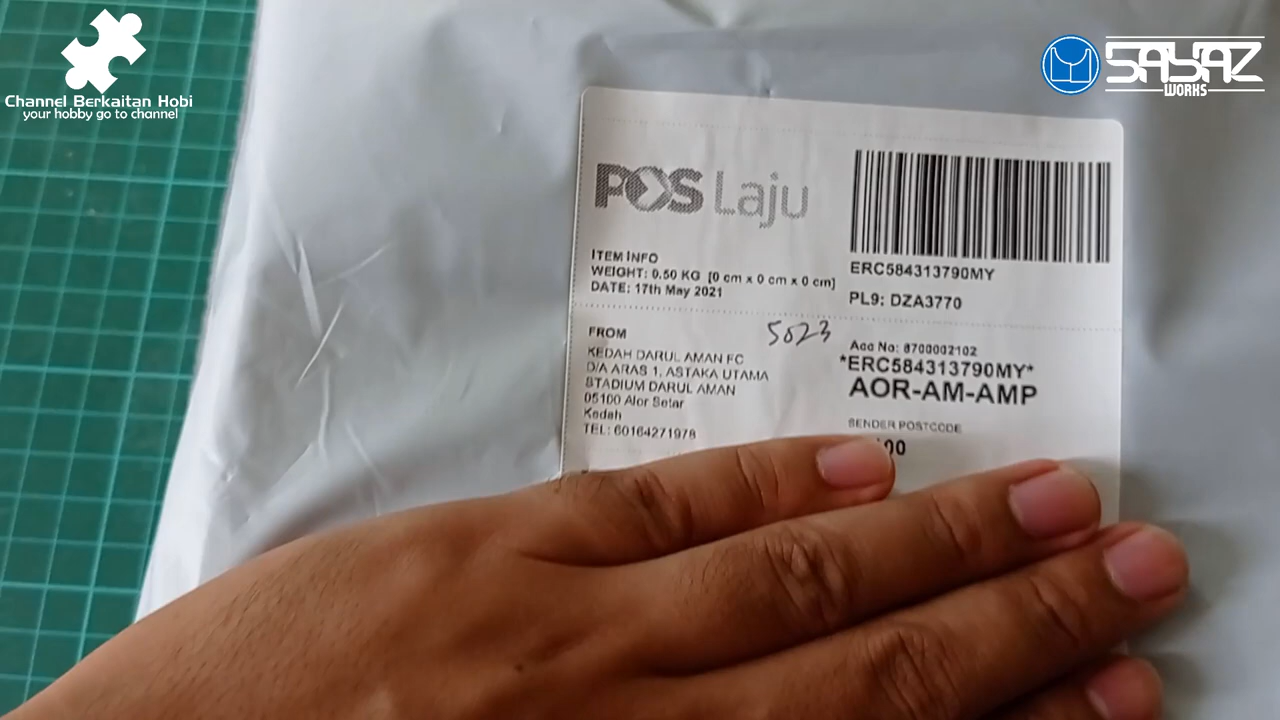 Channel Berkaitan Hobi
your hobby go to channel
SAYAZ
WORKS
POS Laju
ITEM INFO
WEIGHT: 0.50 KG [0 cm x 0 cm x 0 cm]
DATE: 17th May 2021
ERC584313790MY
PL9: DZA3770
FROM
5023
KEDAH DARUL AMAN FC
D/A ARAS 1, ASTAKA UTAMA
STADIUM DARUL AMAN
05100 Alor Setar
Kedah
TEL: 60164271978
Acc No: 8700002102
*ERC584313790MY*
AOR-AM-AMP
SENDER POSTCODE